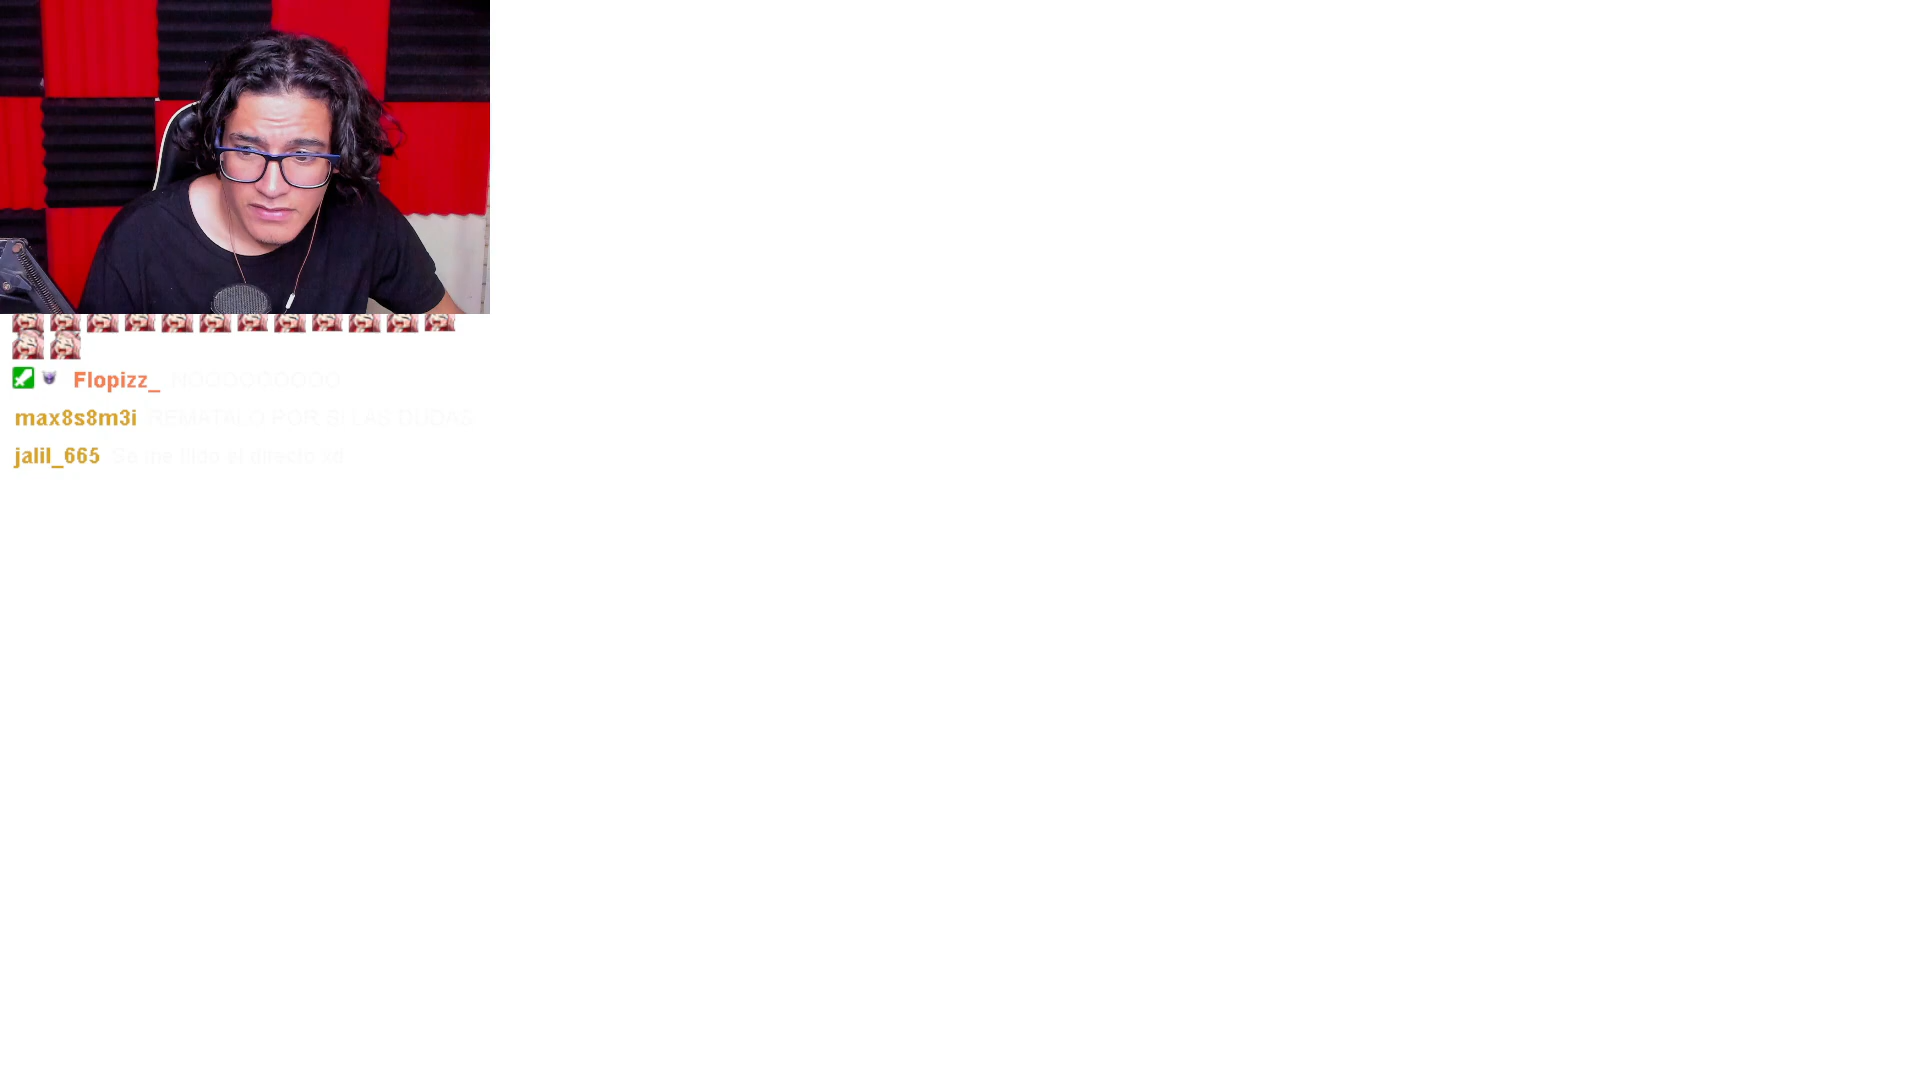 Flopizz_ NOOOOOOOOOO
max8s8m3i REMATALO POR SI LAS DUDAS
jalil_665 Se me lildo el directo xd